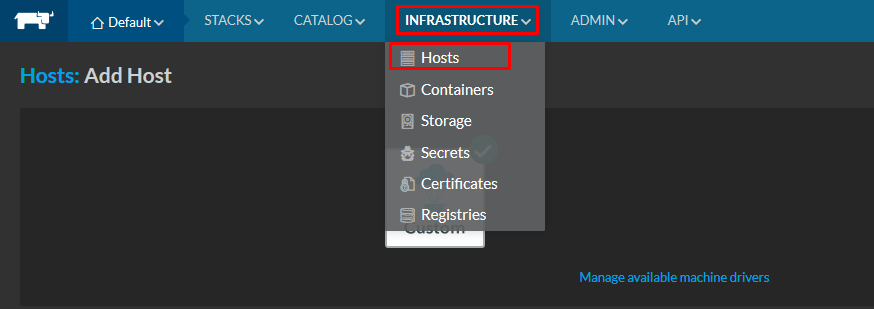 Default STACKS CATALOG INFRASTRUCTURE ADMIN API
Hosts
Hosts: Add Host
Containers
Storage
Secrets
Certificates
Registries
Custom
Manage available machine drivers